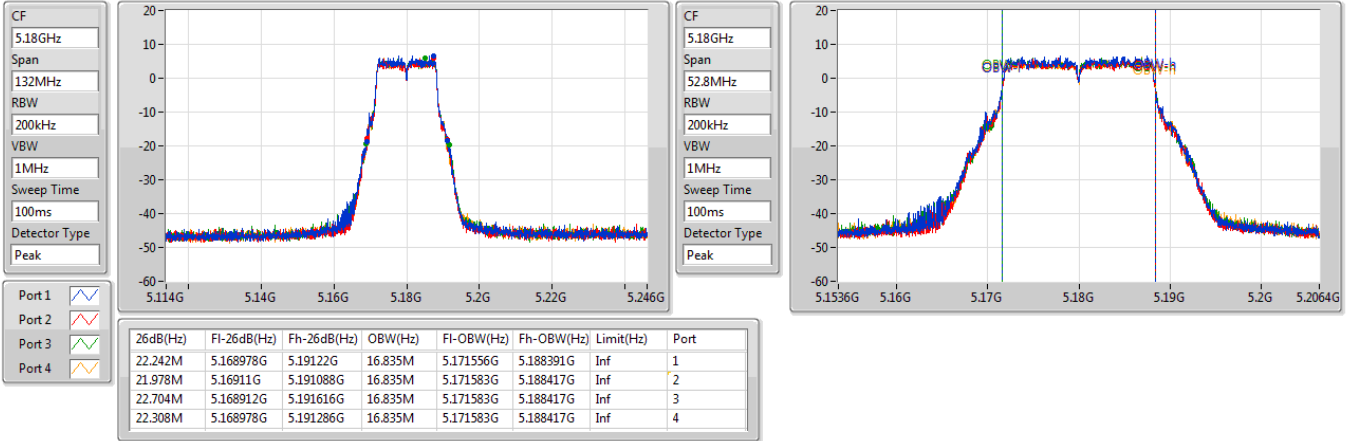 CF
5.18GHz
Span
132MHz
RBW
200kHz
VBW
1MHz
Sweep Time
100ms
Detector Type
Peak
20
10
0
-10
-20
-30
-40
-50
-60
5.114G 5.14G 5.16G 5.18G 5.2G 5.22G 5.246G
CF
5.18GHz
Span
52.8MHz
RBW
200kHz
VBW
1MHz
Sweep Time
100ms
Detector Type
Peak
20
10
0
-10
-20
-30
-40
-50
-60
5.1536G 5.16G 5.17G 5.18G 5.19G 5.2G 5.2064G
Port 1
Port 2
Port 3
Port 4
26dB(Hz) Fl-26dB(Hz) Fh-26dB(Hz) OBW(Hz) Fl-OBW(Hz) Fh-OBW(Hz) Limit(Hz) Port
22.242M 5.168978G 5.19122G 16.835M 5.171556G 5.188391G Inf 1
21.978M 5.16911G 5.191088G 16.835M 5.171583G 5.188417G Inf 2
22.704M 5.168912G 5.191616G 16.835M 5.171583G 5.188417G Inf 3
22.308M 5.168978G 5.191286G 16.835M 5.171583G 5.188417G Inf 4